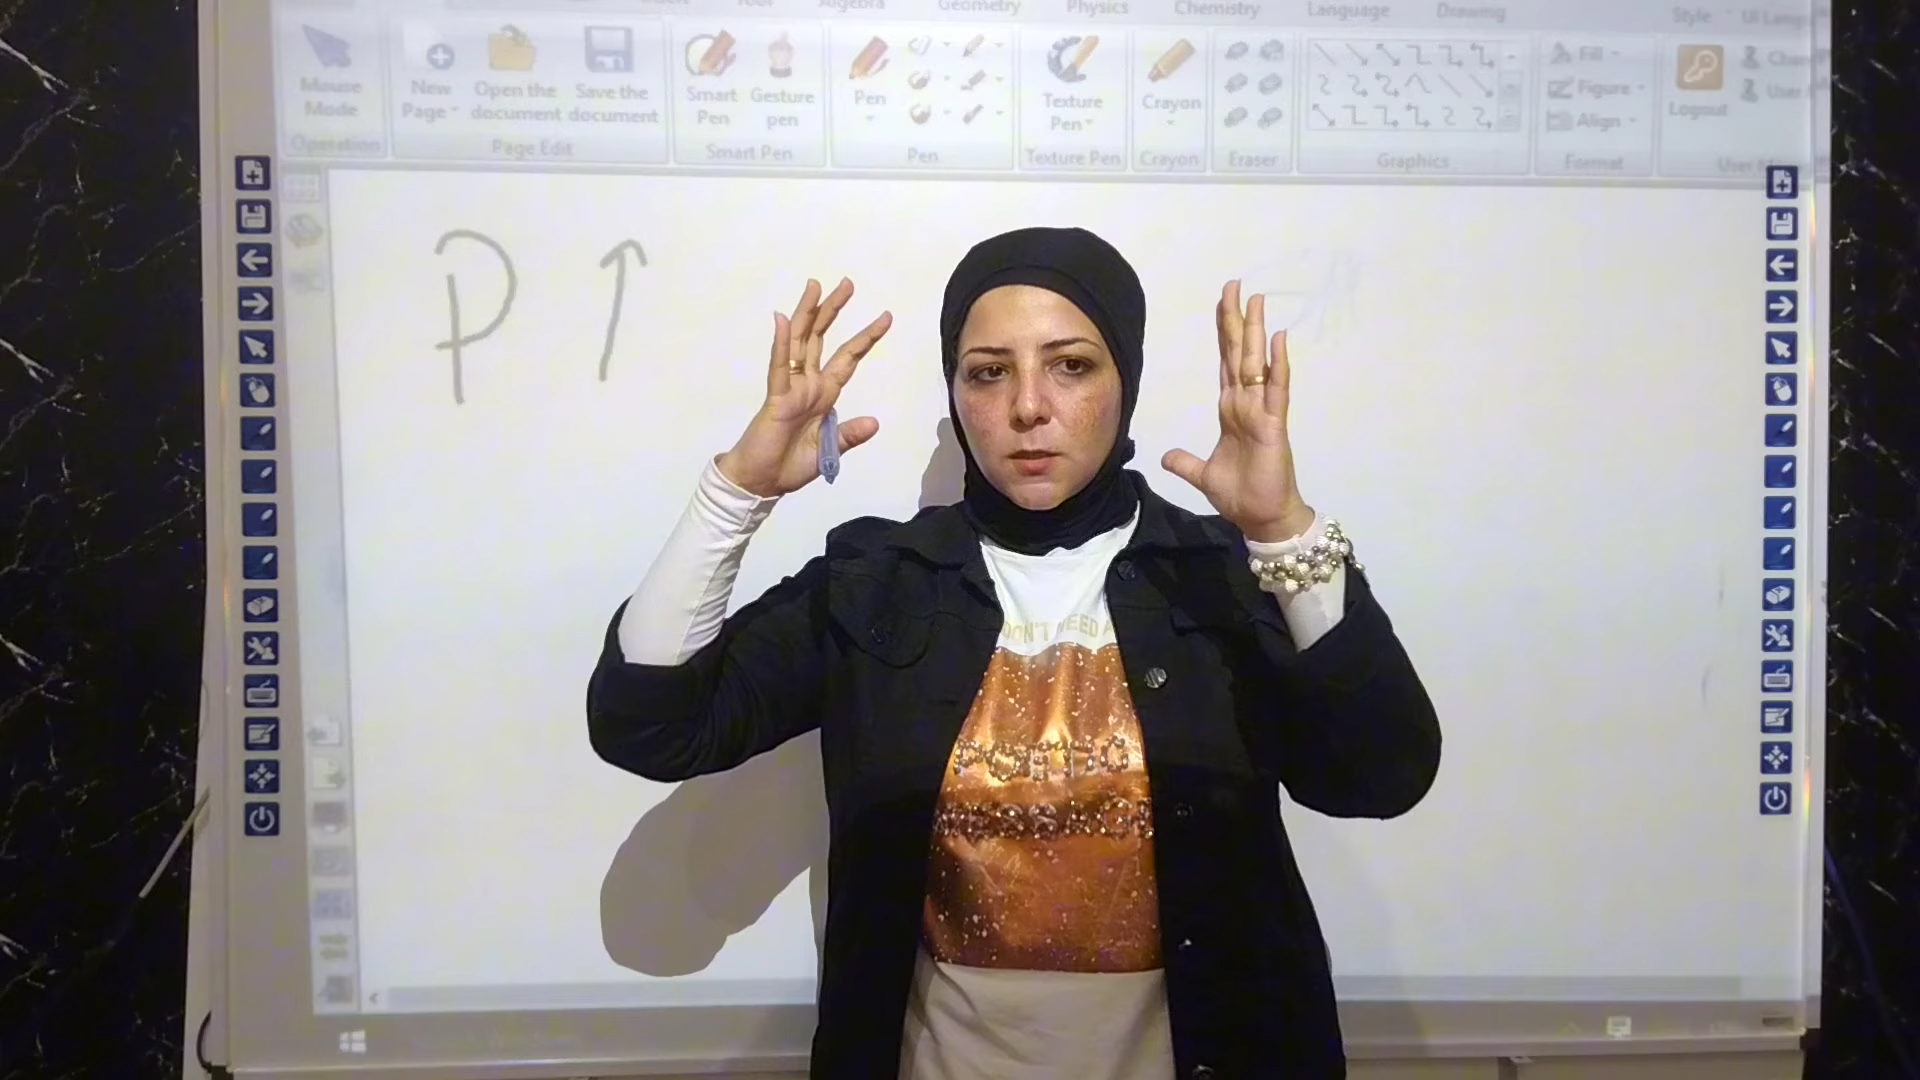 Tool Algebra Geometry Physics Chemistry Language Drawing Style
Mouse Mode
New Page
Open the document
Save the document
Smart Pen
Gesture pen
Pen
Texture Pen
Crayon
Fill
Figure
Align
Logout
Operation Page Edit Smart Pen Pen Texture Pen Crayon Eraser Graphics Format
P ↑
DON'T NEED A